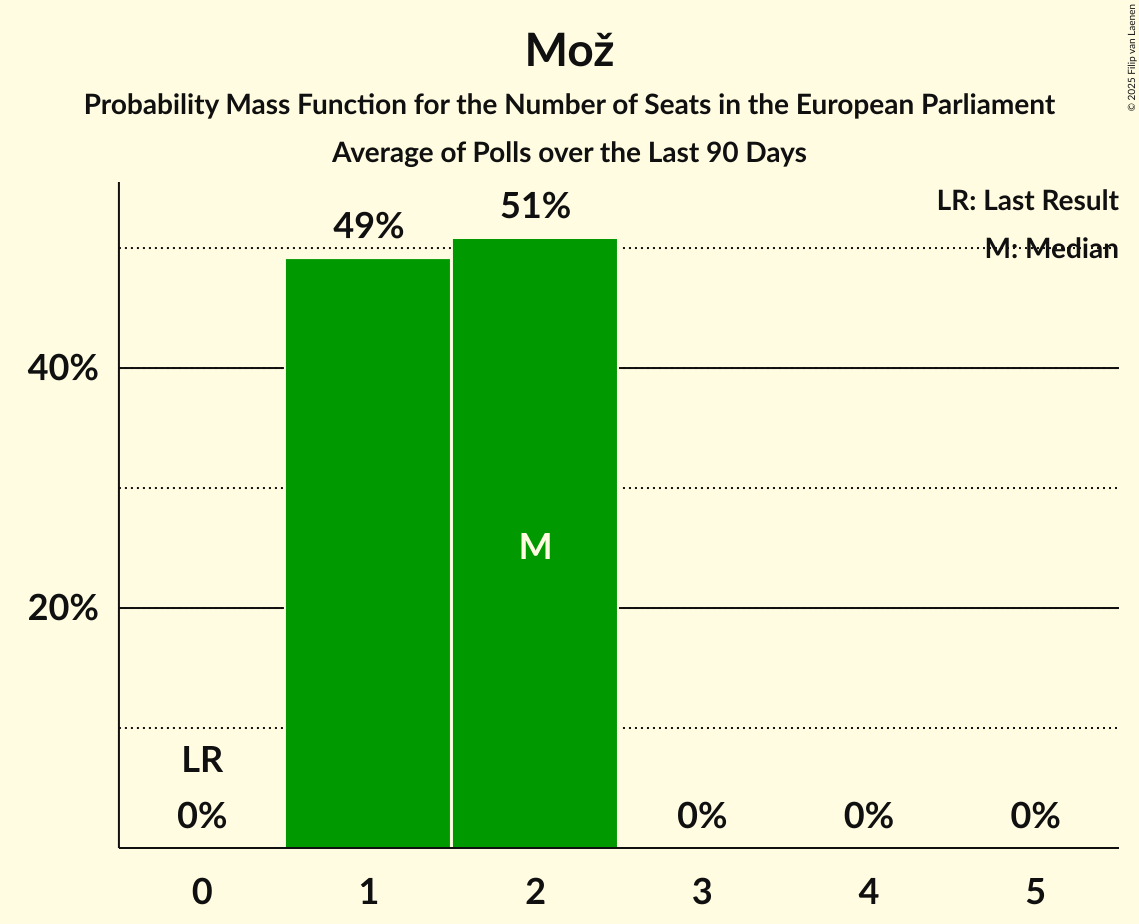 Mož
Probability Mass Function for the Number of Seats in the European Parliament
Average of Polls over the Last 90 Days
© 2025 Filip van Laenen
LR: Last Result
M: Median
49%
51%
40%
20%
M
LR
0%
0%
0%
0%
0
1
2
3
4
5